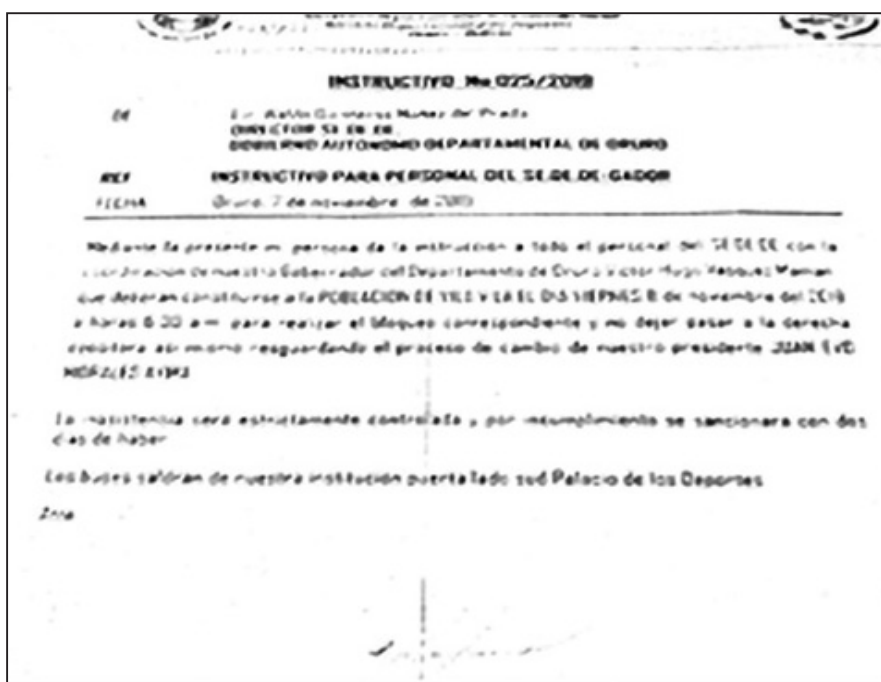 INSTRUCTIVO No 025/2019
DE
DIRECTOR SE DE DE
GOBIERNO AUTONOMO DEPARTAMENTAL DE ORURO
REF INSTRUCTIVO PARA PERSONAL DEL SE.DE.DE-GADOR
FECHA Oruro, 7 de noviembre de 2019
Mediante la presente mi persona da la instrucción a todo el personal del SE DE DE con la
coordinación de nuestro Gobernador del Departamento de Oruro Victor Hugo Vasquez Mamani
que deberan constituirse a la POBLACION DE VILA VILA EL DIA VIERNES 8 de noviembre del 2019
a horas a.m. para realizar el bloqueo correspondiente y no dejar pasar a la derecha
opositora asi mismo resguardando el proceso de cambio de nuestro presidente JUAN EVO
MORALES AYMA
La inasistencia será estrictamente controlada y por incumplimiento se sancionara con dos
dias de haber
Los buses saldran de nuestra institución puerta lado sud Palacio de los Deportes